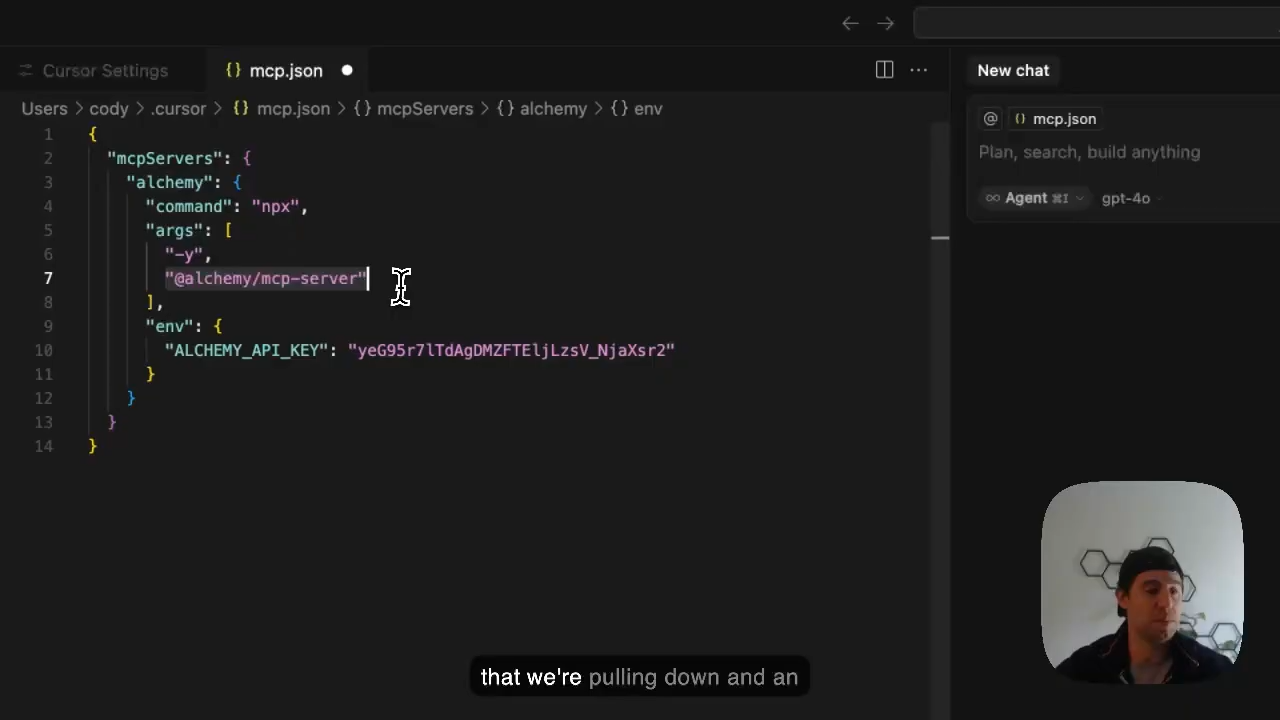 Cursor Settings
{} mcp.json
Users > cody > .cursor > {} mcp.json > {} mcpServers > {} alchemy > {} env
1 {
2 "mcpServers": {
3 "alchemy": {
4 "command": "npx",
5 "args": [
6 "-y",
7 "@alchemy/mcp-server"
8 ],
9 "env": {
10 "ALCHEMY_API_KEY": "yeG95r7lTdAgDMZFTEljLzsV_NjaXsr2"
11 }
12 }
13 }
14 }
New chat
@ {} mcp.json
Plan, search, build anything
∞ Agent ⌘I gpt-4o
that we're pulling down and an